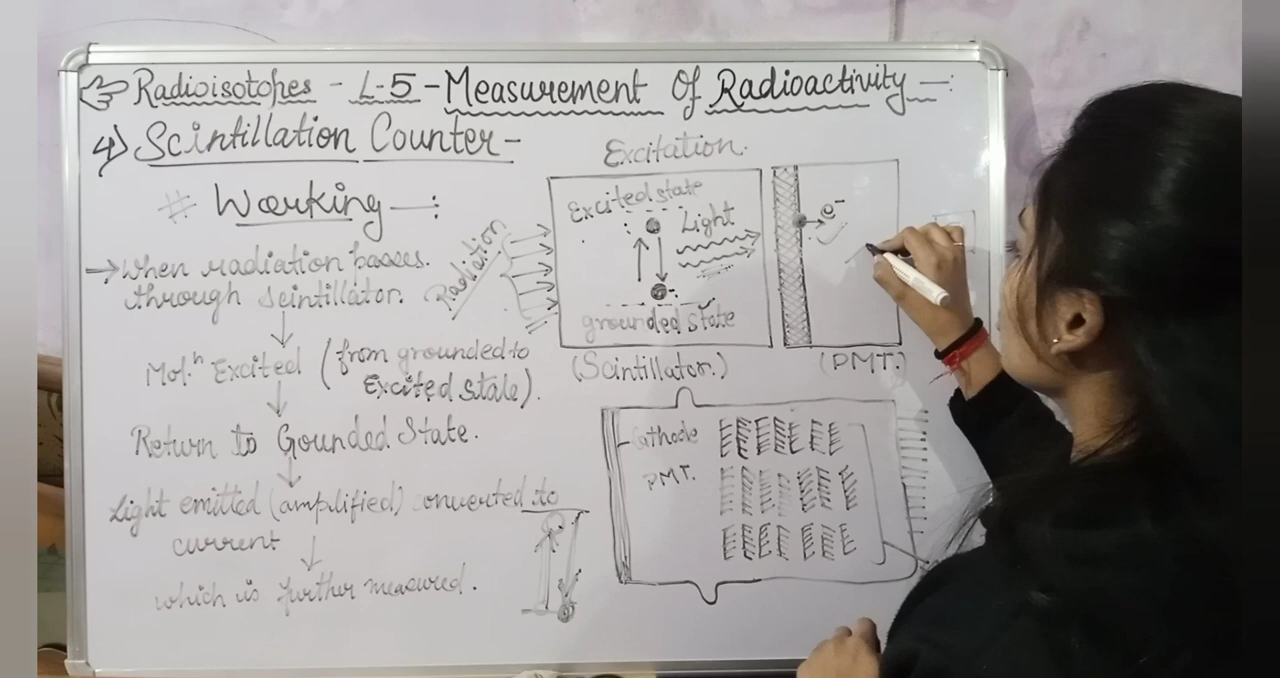 Radioisotopes - L-5 - Measurement Of Radioactivity -:
4) Scintillation Counter -
# Working -:
→ When radiation passes.
through scintillator.
↓
Mol.n Excited (from grounded to
Excited state).
↓
Return to Gounded State.
↓
Light emitted (amplified) converted to
current
↓
which is further measured.
Excitation.
Radiation
Excited state
Light
grounded state
(Scintillator.)
e-
(PMT.)
Cathode
PMT.